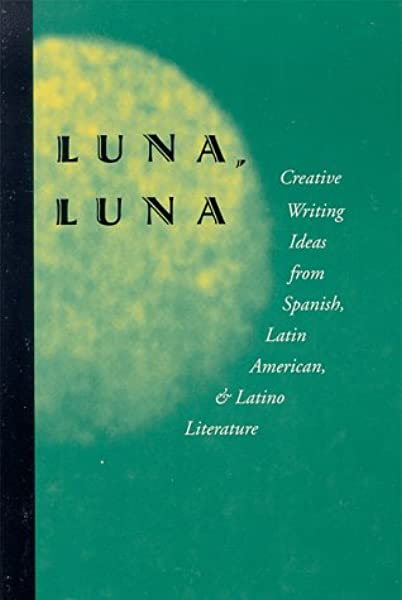 LUNA,
LUNA
Creative
Writing
Ideas
from
Spanish,
Latin
American,
& Latino
Literature